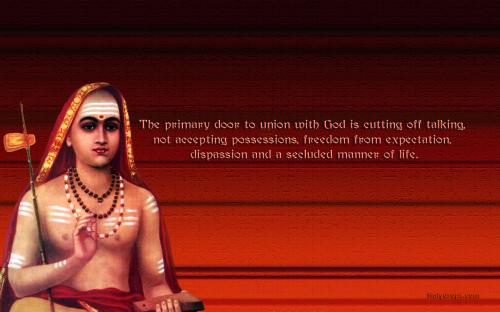 The primary door to union with God is cutting off talking,
not accepting possessions, freedom from expectation,
dispassion and a secluded manner of life.